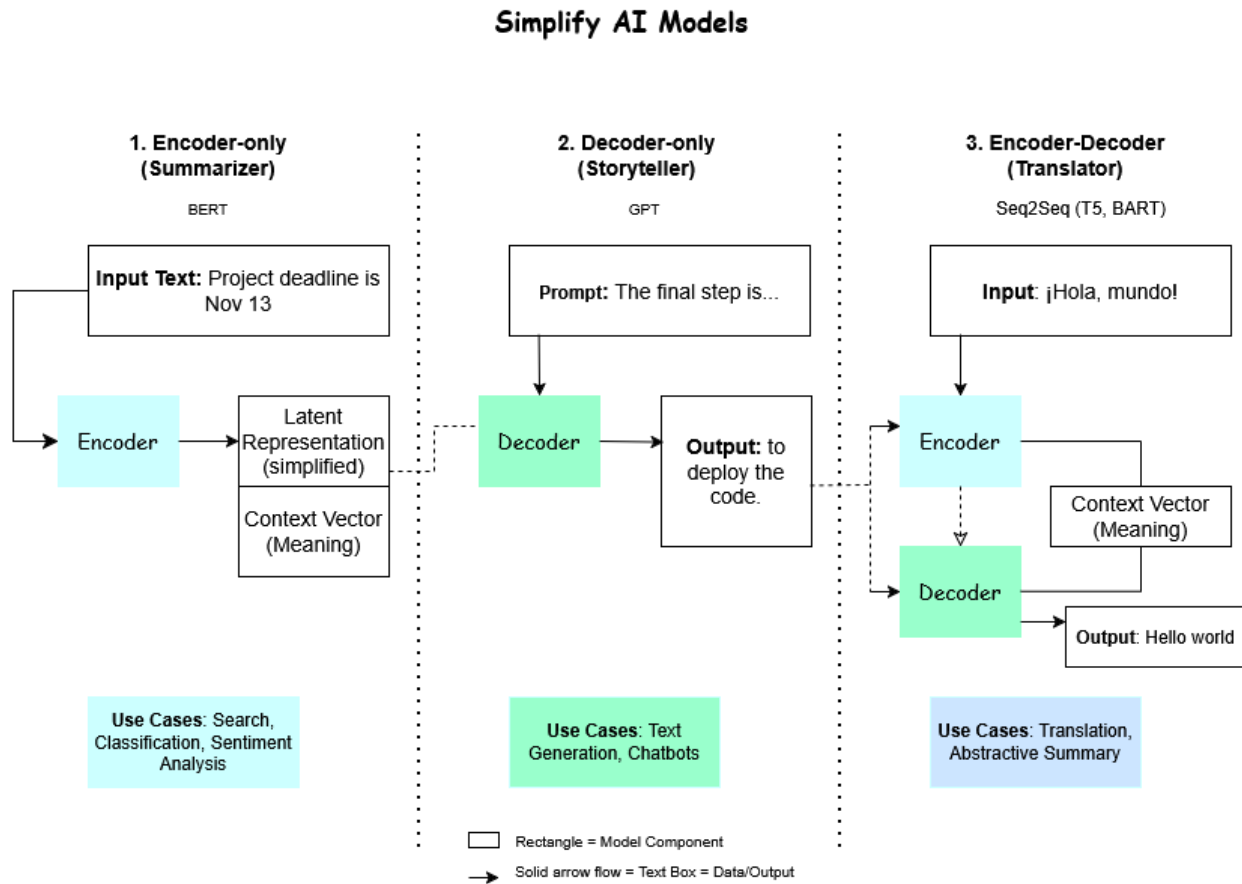 Simplify AI Models
1. Encoder-only
(Summarizer)
BERT
Input Text: Project deadline is
Nov 13
Encoder
Latent
Representation
(simplified)
Context Vector
(Meaning)
Use Cases: Search,
Classification, Sentiment
Analysis
2. Decoder-only
(Storyteller)
GPT
Prompt: The final step is...
Decoder
Output: to
deploy the
code.
Use Cases: Text
Generation, Chatbots
3. Encoder-Decoder
(Translator)
Seq2Seq (T5, BART)
Input: ¡Hola, mundo!
Encoder
Context Vector
(Meaning)
Decoder
Output: Hello world
Use Cases: Translation,
Abstractive Summary
Rectangle = Model Component
Solid arrow flow = Text Box = Data/Output